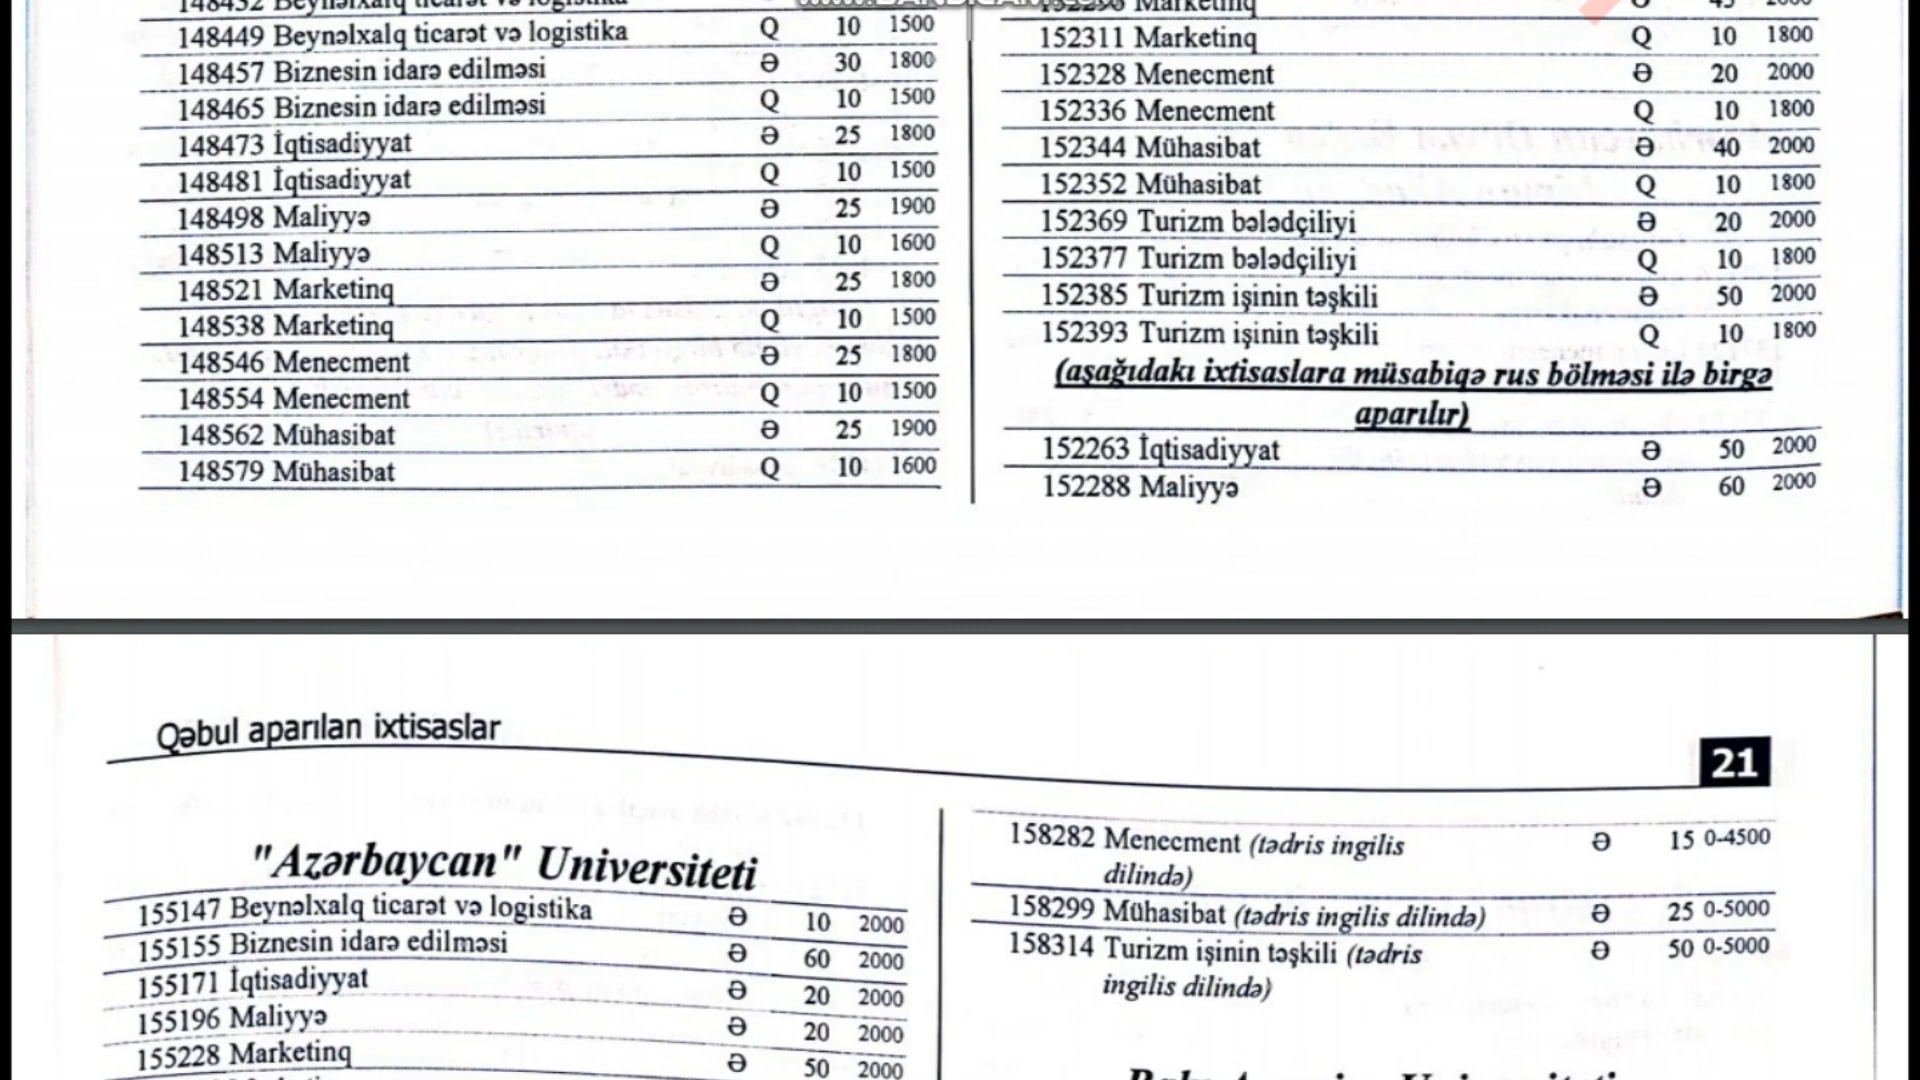 148449 Beynəlxalq ticarət və logistika Q 10 1500
148457 Biznesin idarə edilməsi Ə 30 1800
148465 Biznesin idarə edilməsi Q 10 1500
148473 İqtisadiyyat Ə 25 1800
148481 İqtisadiyyat Q 10 1500
148498 Maliyyə Ə 25 1900
148513 Maliyyə Q 10 1600
148521 Marketinq Ə 25 1800
148538 Marketinq Q 10 1500
148546 Menecment Ə 25 1800
148554 Menecment Q 10 1500
148562 Mühasibat Ə 25 1900
148579 Mühasibat Q 10 1600
152311 Marketinq Q 10 1800
152328 Menecment Ə 20 2000
152336 Menecment Q 10 1800
152344 Mühasibat Ə 40 2000
152352 Mühasibat Q 10 1800
152369 Turizm bələdçiliyi Ə 20 2000
152377 Turizm bələdçiliyi Q 10 1800
152385 Turizm işinin təşkili Ə 50 2000
152393 Turizm işinin təşkili Q 10 1800
(aşağıdakı ixtisaslara müsabiqə rus bölməsi ilə birgə
aparılır)
152263 İqtisadiyyat Ə 50 2000
152288 Maliyyə Ə 60 2000
Qəbul aparılan ixtisaslar
21
"Azərbaycan" Universiteti
155147 Beynəlxalq ticarət və logistika Ə 10 2000
155155 Biznesin idarə edilməsi Ə 60 2000
155171 İqtisadiyyat Ə 20 2000
155196 Maliyyə Ə 20 2000
155228 Marketinq Ə 50 2000
158282 Menecment (tədris ingilis Ə 15 0-4500
dilində)
158299 Mühasibat (tədris ingilis dilində) Ə 25 0-5000
158314 Turizm işinin təşkili (tədris Ə 50 0-5000
ingilis dilində)